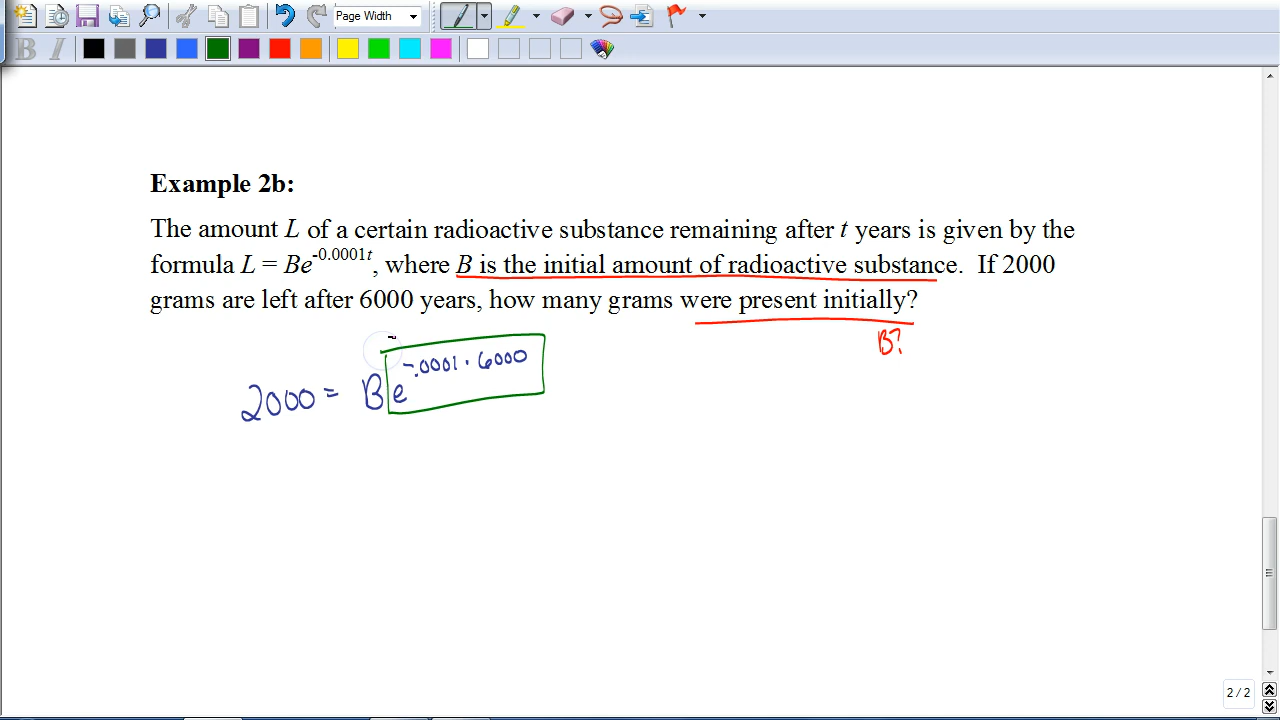 Page Width
B I
Example 2b:
The amount L of a certain radioactive substance remaining after t years is given by the
formula L = Be^-0.0001t, where B is the initial amount of radioactive substance. If 2000
grams are left after 6000 years, how many grams were present initially?
B?
2000 = Be^-.0001 · 6000
2 / 2